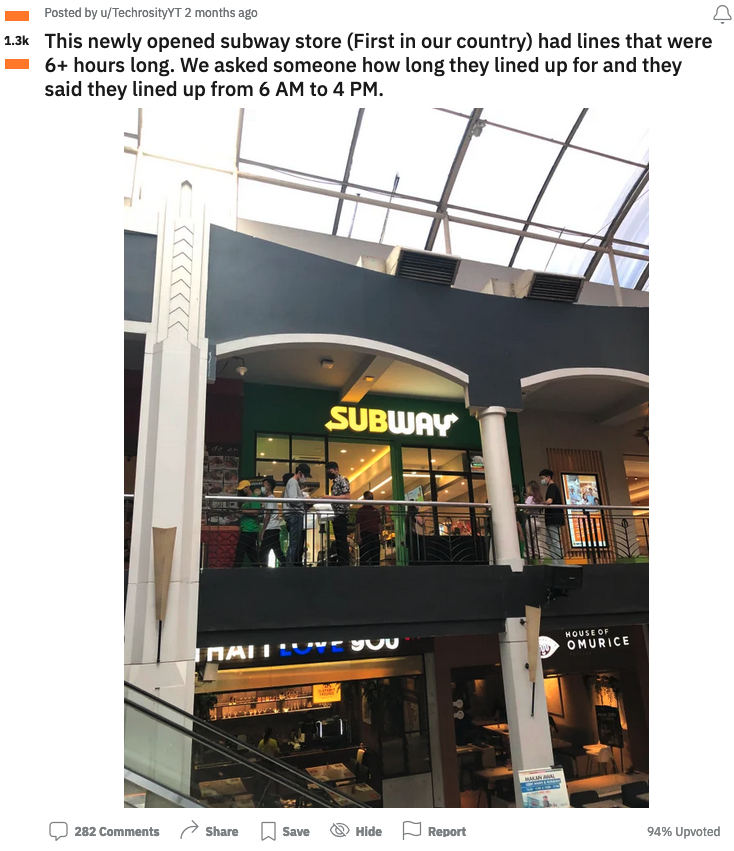 Posted by u/TechrosityYT 2 months ago
1.3k
This newly opened subway store (First in our country) had lines that were
6+ hours long. We asked someone how long they lined up for and they
said they lined up from 6 AM to 4 PM.
SUBWAY
THAI I LOVE YOU
HOUSE OF
OMURICE
MAKAN AWAL
282 Comments Share Save Hide Report 94% Upvoted